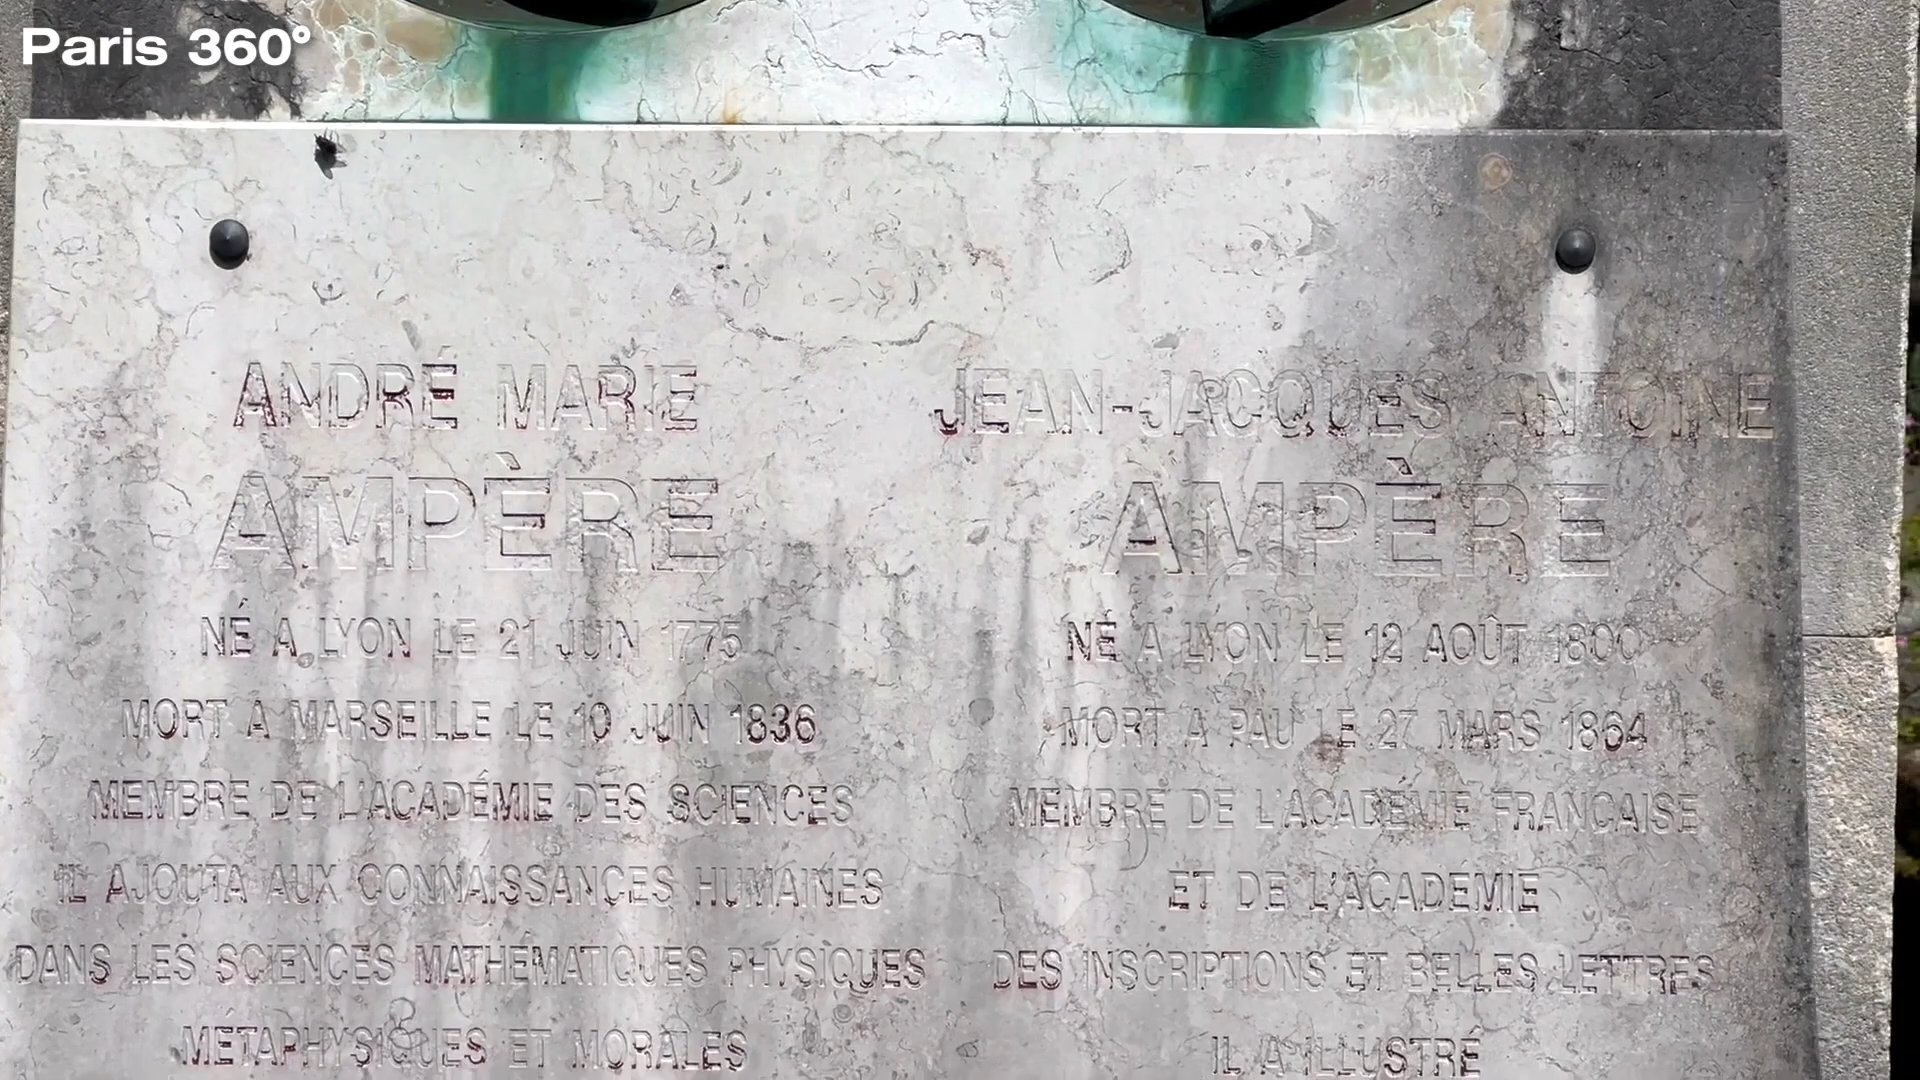 Paris 360°
ANDRÉ MARIE
AMPÈRE
NÉ A LYON LE 21 JUIN 1775
MORT A MARSEILLE LE 10 JUIN 1836
MEMBRE DE L'ACADÉMIE DES SCIENCES
IL AJOUTA AUX CONNAISSANCES HUMAINES
DANS LES SCIENCES MATHÉMATIQUES PHYSIQUES
MÉTAPHYSIQUES ET MORALES
JEAN-JACQUES ANTOINE
AMPÈRE
NÉ A LYON LE 12 AOÛT 1800
MORT A PAU LE 27 MARS 1864
MEMBRE DE L'ACADÉMIE FRANCAISE
ET DE L'ACADÉMIE
DES INSCRIPTIONS ET BELLES LETTRES
IL A ILLUSTRÉ